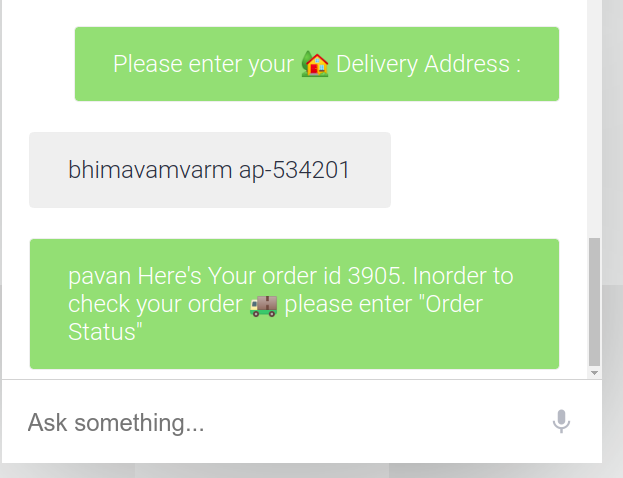 Please enter your 🏡 Delivery Address :
bhimavamvarm ap-534201
pavan Here's Your order id 3905. Inorder to
check your order 🚚 please enter "Order
Status"
Ask something...